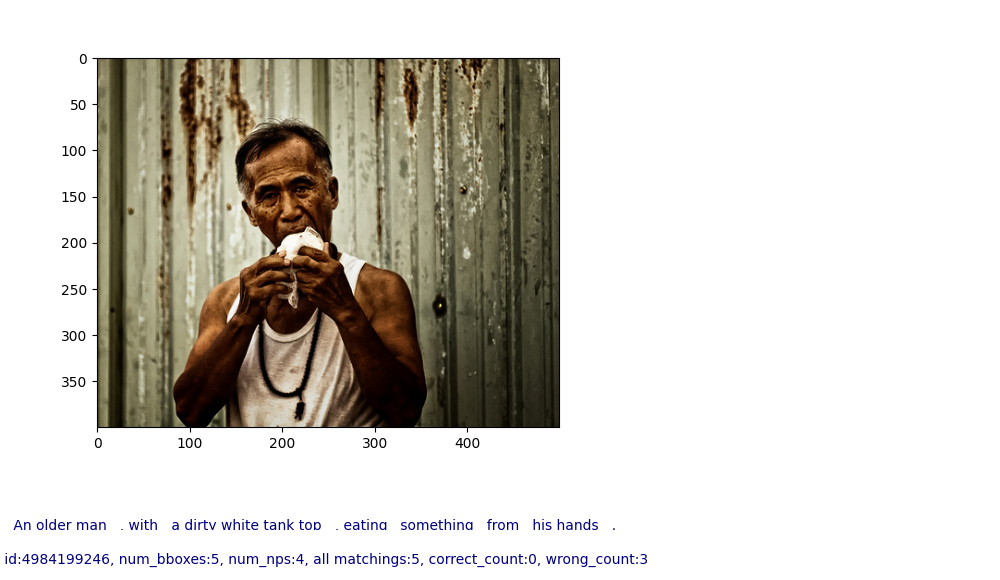 0
50
100
150
200
250
300
350
0 100 200 300 400
An older man , with a dirty white tank top , eating something from his hands .
id:4984199246, num_bboxes:5, num_nps:4, all matchings:5, correct_count:0, wrong_count:3